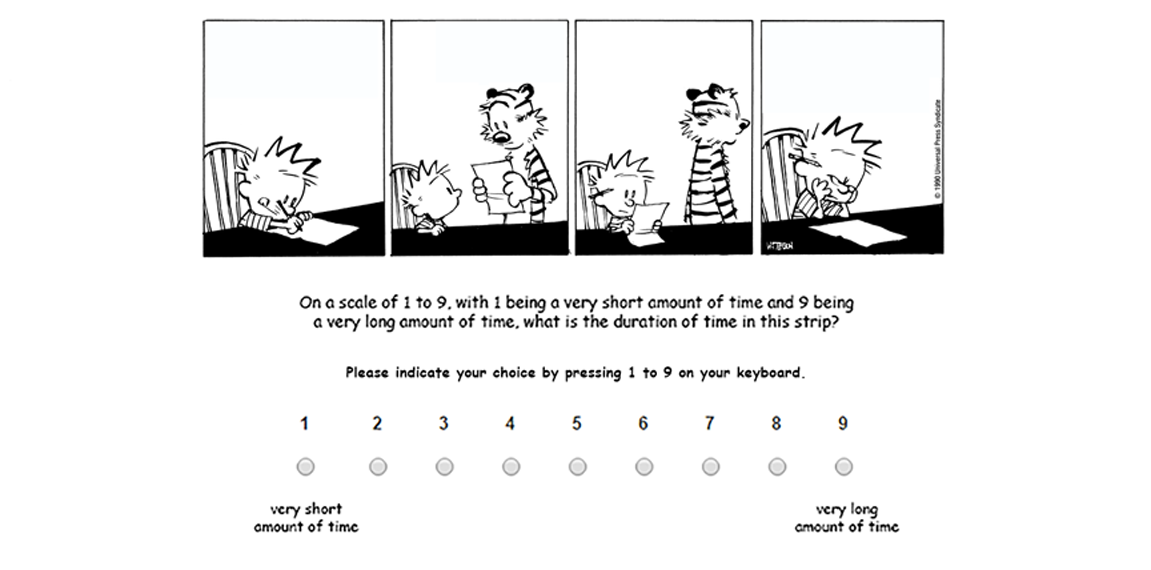 © 1990 Universal Press Syndicate
WATTERSON
On a scale of 1 to 9, with 1 being a very short amount of time and 9 being
a very long amount of time, what is the duration of time in this strip?
Please indicate your choice by pressing 1 to 9 on your keyboard.
1 2 3 4 5 6 7 8 9
very short very long
amount of time amount of time